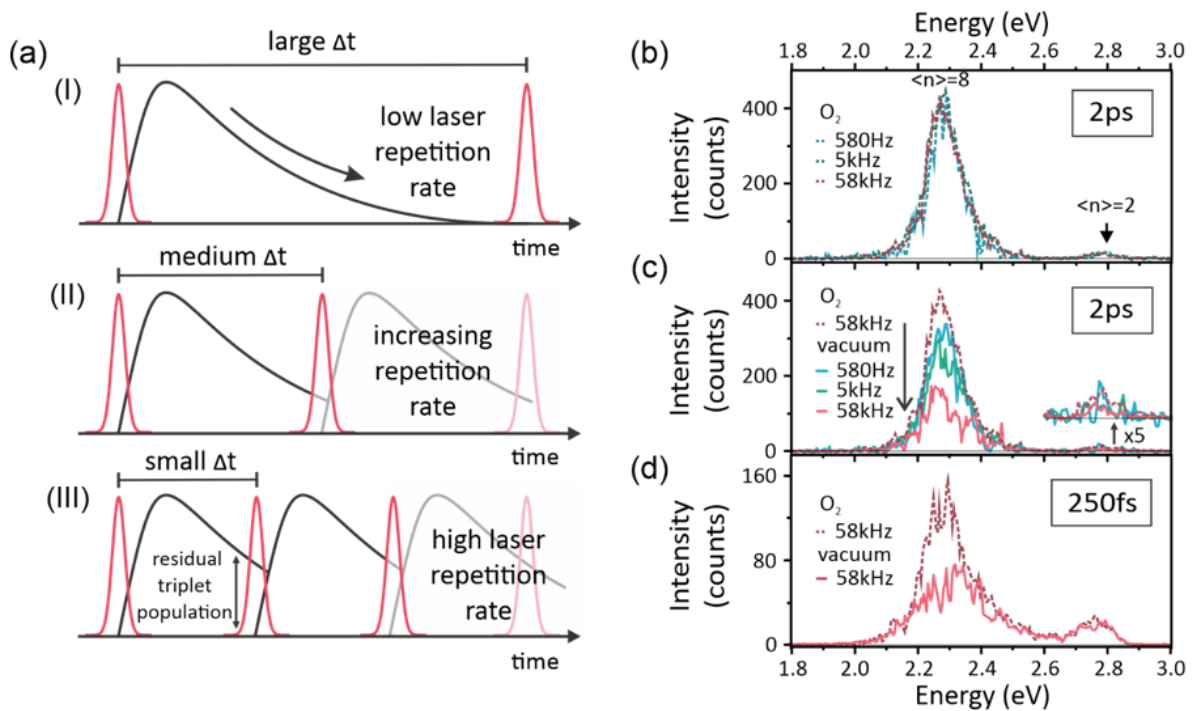 (a)
large Δt
(I)
low laser
repetition
rate
time
medium Δt
(II)
increasing
repetition
rate
time
small Δt
(III)
residual
triplet
population
high laser
repetition
rate
time
Energy (eV)
1.8 2.0 2.2 2.4 2.6 2.8 3.0
(b)
<n>=8
2ps
O₂
580Hz
5kHz
58kHz
<n>=2
Intensity
(counts)
400
200
0
(c)
2ps
O₂
58kHz
vacuum
580Hz
5kHz
58kHz
x5
Intensity
(counts)
400
200
0
(d)
250fs
O₂
58kHz
vacuum
58kHz
Intensity
(counts)
160
80
0
1.8 2.0 2.2 2.4 2.6 2.8 3.0
Energy (eV)